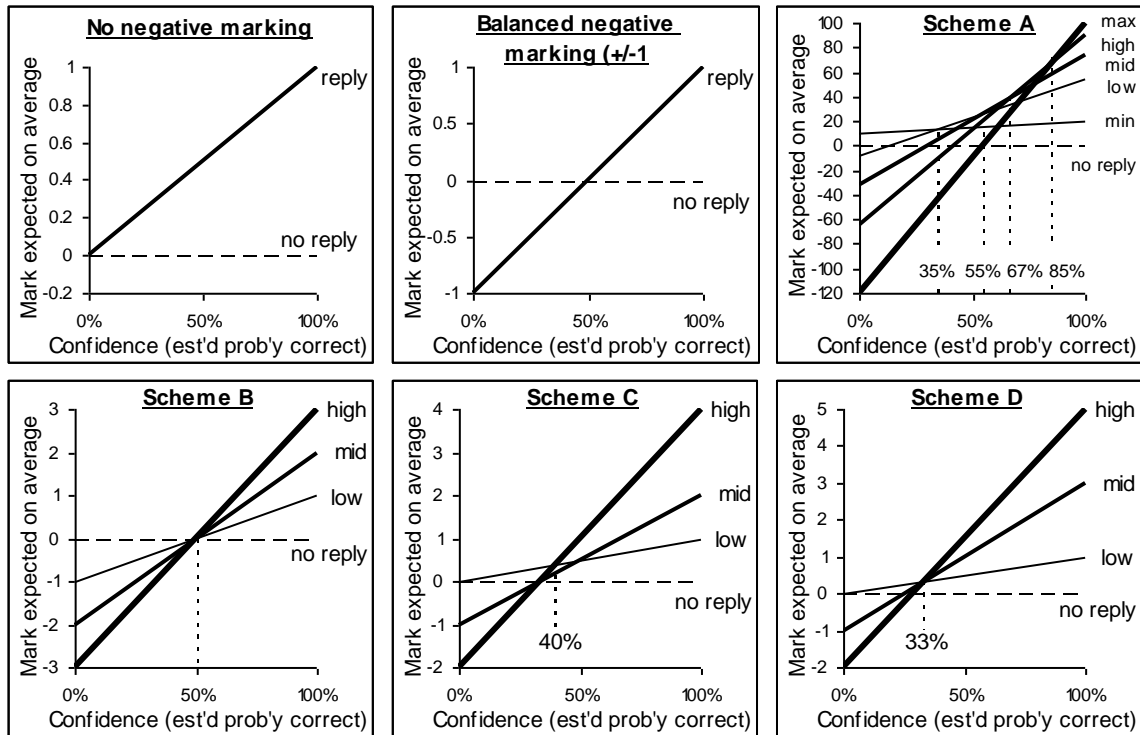 No negative marking
Mark expected on average
1
0.8
0.6
0.4
0.2
0
-0.2
reply
no reply
0% 50% 100%
Confidence (est'd prob'y correct)
Balanced negative
marking (+/-1
Mark expected on average
1
0.5
0
-0.5
-1
reply
no reply
0% 50% 100%
Confidence (est'd prob'y correct)
Scheme A
Mark expected on average
100
80
60
40
20
0
-20
-40
-60
-80
-100
-120
max
high
mid
low
min
no reply
35% 55% 67% 85%
0% 50% 100%
Confidence (est'd prob'y correct)
Scheme B
Mark expected on average
3
2
1
0
-1
-2
-3
high
mid
low
no reply
0% 50% 100%
Confidence (est'd prob'y correct)
Scheme C
Mark expected on average
4
3
2
1
0
-1
-2
high
mid
low
no reply
40%
0% 50% 100%
Confidence (est'd prob'y correct)
Scheme D
Mark expected on average
5
4
3
2
1
0
-1
-2
high
mid
low
no reply
33%
0% 50% 100%
Confidence (est'd prob'y correct)